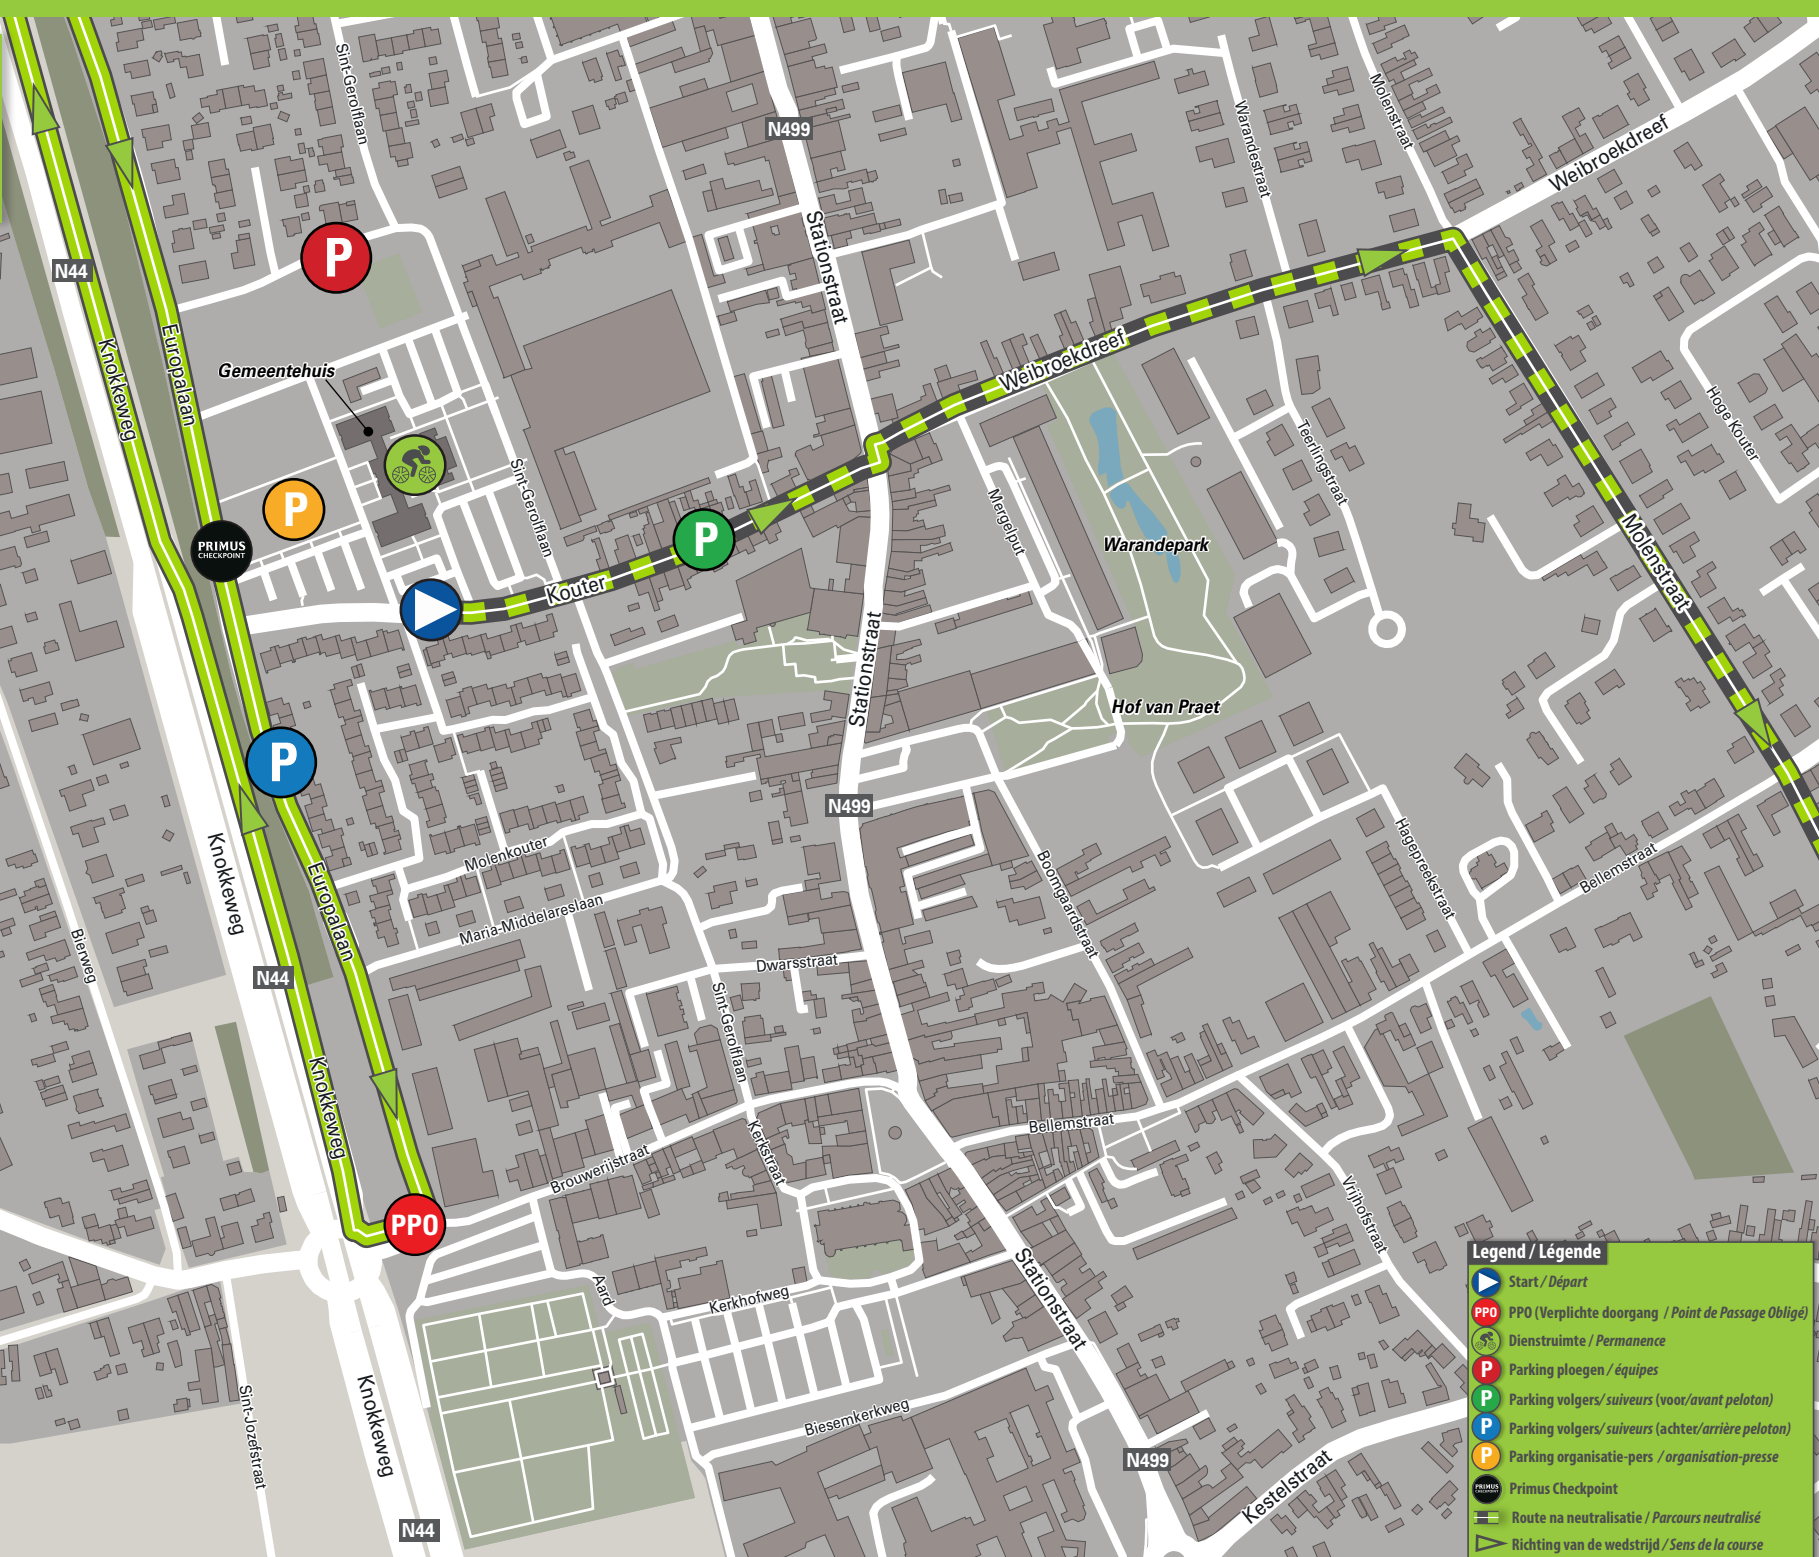 Sint-Gerolflaan
N499
Warandestraat
Molenstraat
Weibroekdreef
N44
Stationstraat
P
Europalaan
Knokkeweg
Gemeentehuis
Weibroekdreef
Hoge Kouter
Teerlingstraat
Sint-Gerolflaan
Mergelput
P
PRIMUS
CHECKPOINT
P
Warandepark
Kouter
Molenstraat
Stationstraat
Hof van Praet
P
N499
Knokkeweg
Europalaan
Molenkouter
Maria-Middelareslaan
Boomgaardstraat
Hagepreekstraat
Bellemstraat
Bierweg
N44
Dwarsstraat
Sint-Gerolflaan
Knokkeweg
Bellemstraat
Brouwerijstraat
Kerkstraat
Vrijhofstraat
PPO
Aard
Kerkhofweg
Stationstraat
Knokkeweg
Sint-Jozefstraat
Biesemkerkweg
N499
Kestelstraat
N44
Legend / Légende
Start / Départ
PPO PPO (Verplichte doorgang / Point de Passage Obligé)
Dienstruimte / Permanence
P Parking ploegen / équipes
P Parking volgers/ suiveurs (voor/avant peloton)
P Parking volgers/ suiveurs (achter/arrière peloton)
P Parking organisatie-pers / organisation-presse
PRIMUS CHECKPOINT Primus Checkpoint
Route na neutralisatie / Parcours neutralisé
Richting van de wedstrijd / Sens de la course